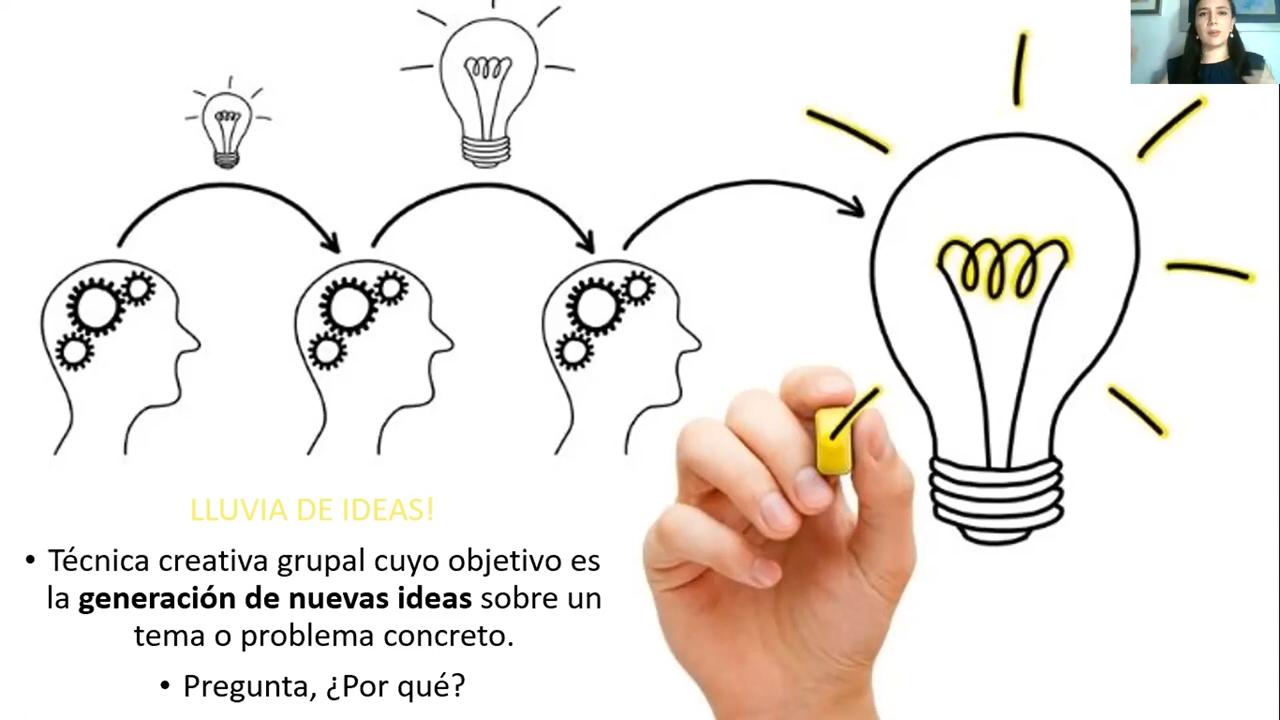 LLUVIA DE IDEAS!
• Técnica creativa grupal cuyo objetivo es
la generación de nuevas ideas sobre un
tema o problema concreto.
• Pregunta, ¿Por qué?